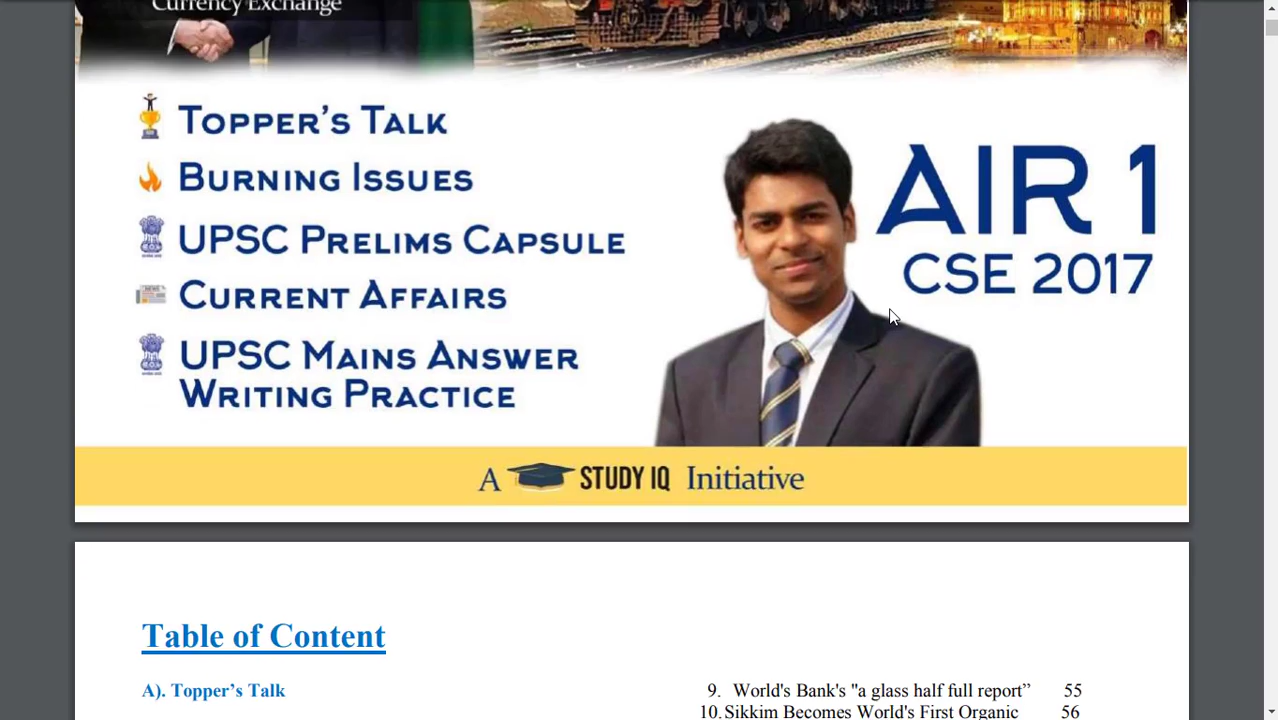 Currency Exchange
TOPPER'S TALK
BURNING ISSUES
UPSC PRELIMS CAPSULE
CURRENT AFFAIRS
UPSC MAINS ANSWER
WRITING PRACTICE
AIR 1
CSE 2017
A STUDY IQ Initiative
Table of Content
A). Topper’s Talk
9. World's Bank's "a glass half full report” 55
10. Sikkim Becomes World's First Organic 56